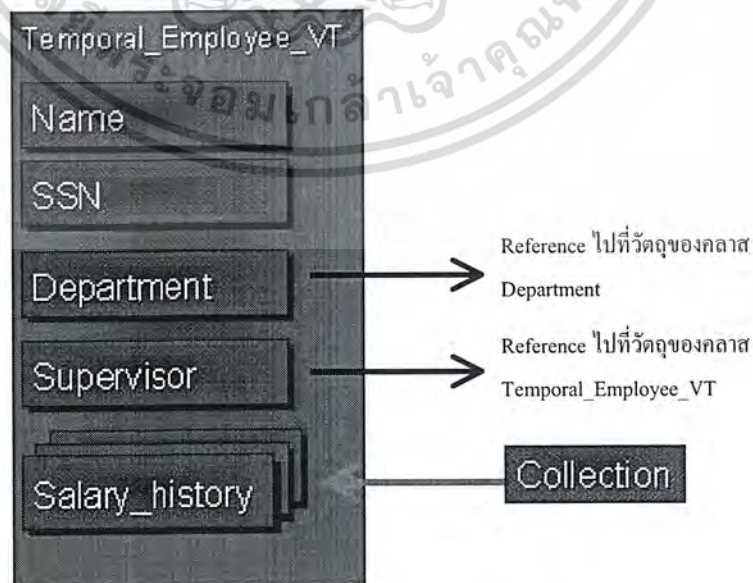 Temporal_Employee_VT
Name
SSN
Department
Supervisor
Salary_history
Reference ไปที่วัตถุของคลาส
Department
Reference ไปที่วัตถุของคลาส
Temporal_Employee_VT
Collection